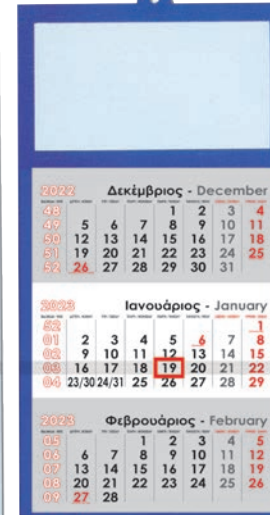 2022 Δεκέμβριος - December
48 1 2 3 4
49 5 6 7 8 9 10 11
50 12 13 14 15 16 17 18
51 19 20 21 22 23 24 25
52 26 27 28 29 30 31
2023 Ιανουάριος - January
52 1
01 2 3 4 5 6 7 8
02 9 10 11 12 13 14 15
03 16 17 18 19 20 21 22
04 23/30 24/31 25 26 27 28 29
2023 Φεβρουάριος - February
05 1 2 3 4 5
06 6 7 8 9 10 11 12
07 13 14 15 16 17 18 19
08 20 21 22 23 24 25 26
09 27 28